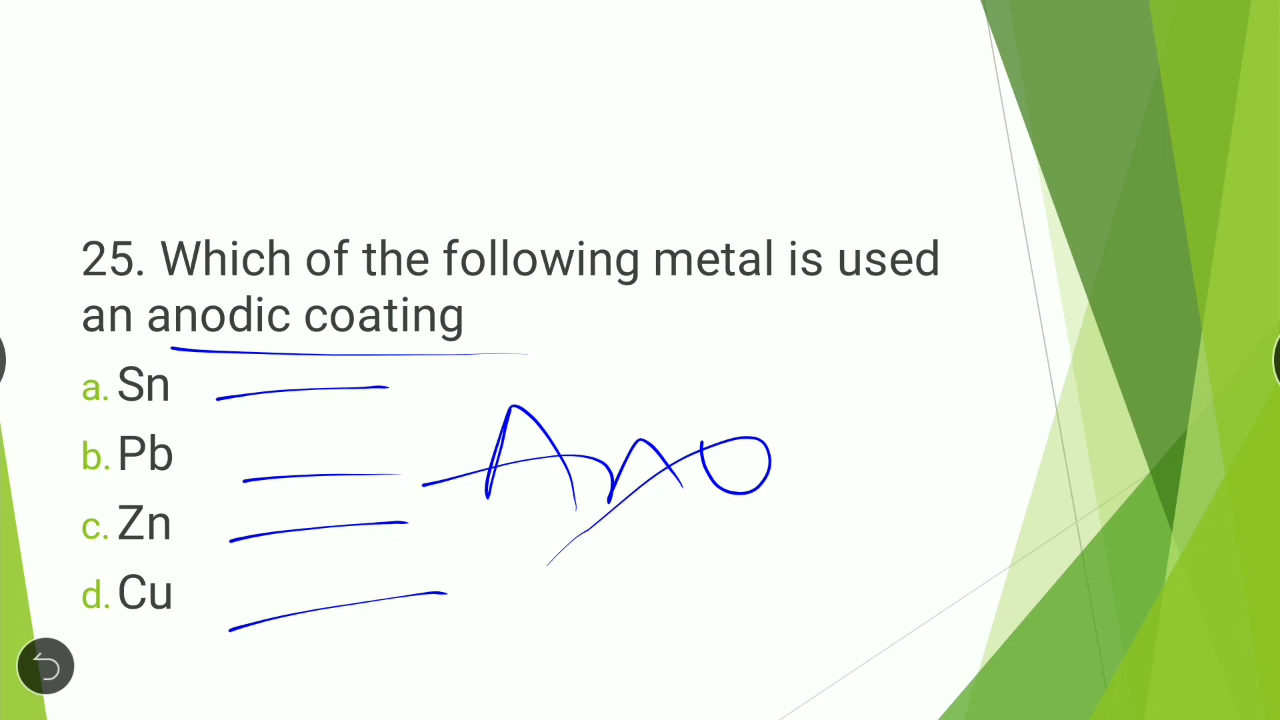 25. Which of the following metal is used
an anodic coating
a. Sn
b. Pb
Ano
c. Zn
d. Cu